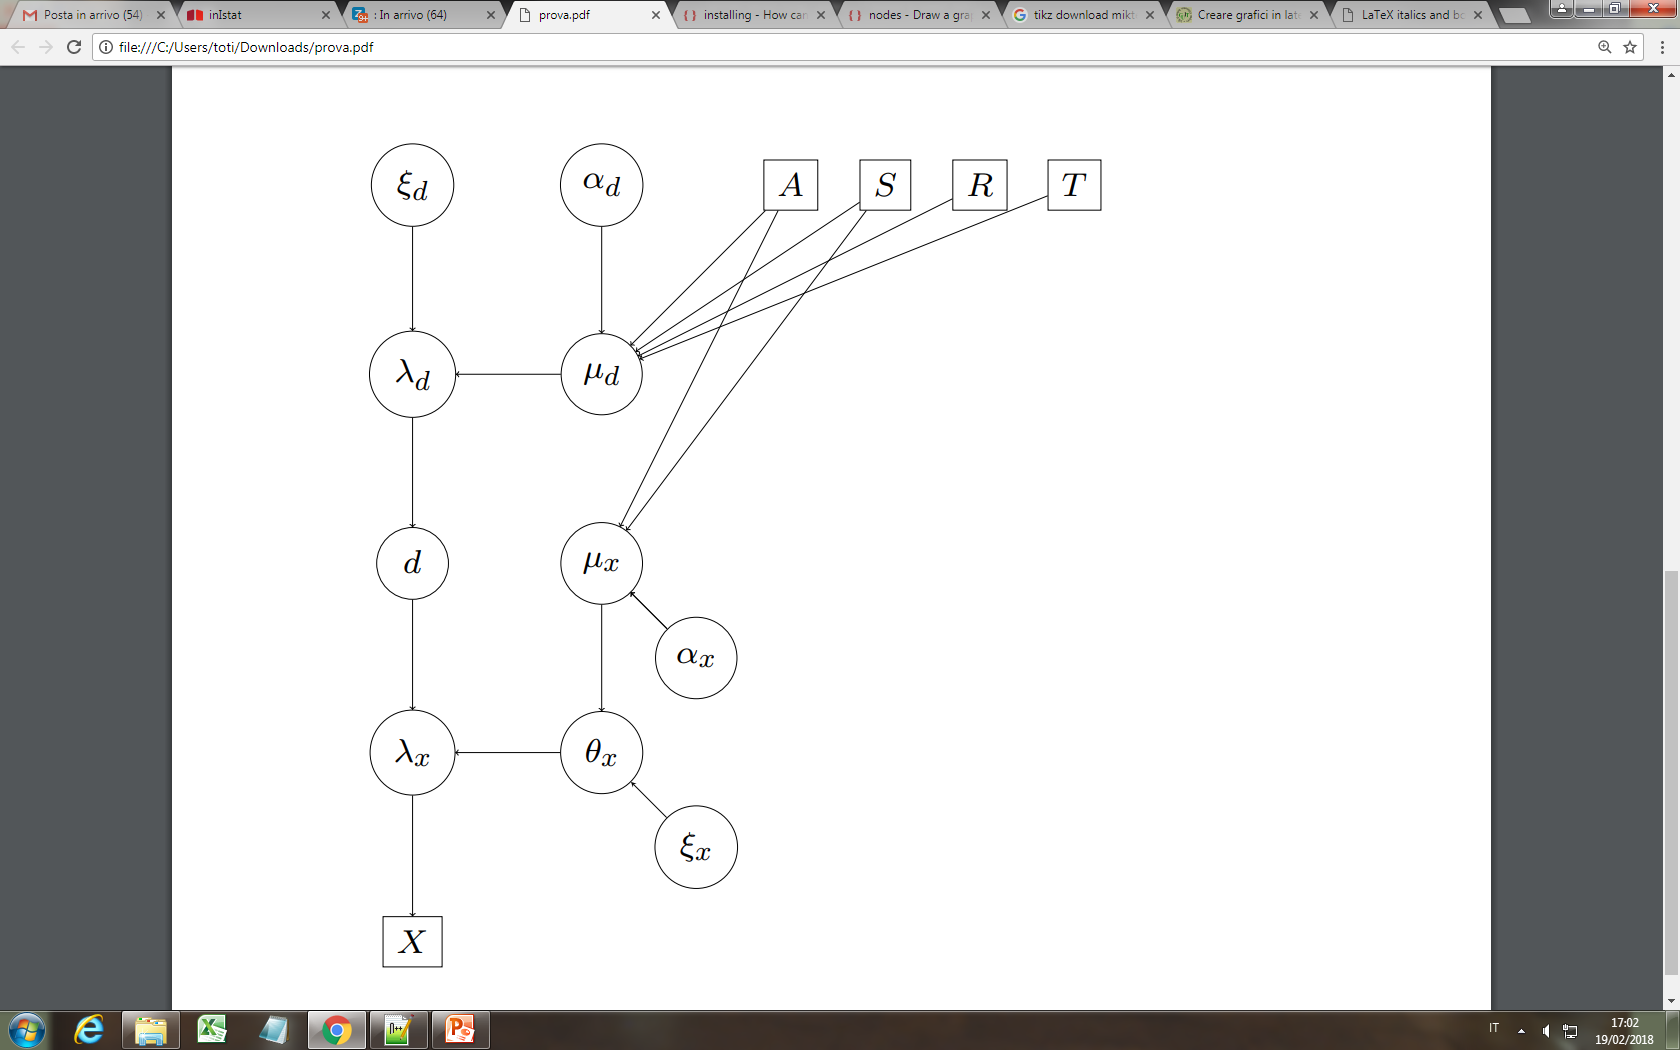 Posta in arrivo (54)
inIstat
: In arrivo (64)
prova.pdf
installing - How can
nodes - Draw a gra
tikz download mikt
Creare grafici in lat
LaTeX italics and bo
file:///C:/Users/toti/Downloads/prova.pdf
ξd αd A S R T
λd μd
d μx
αx
λx θx
ξx
X
IT
17:02
19/02/2018